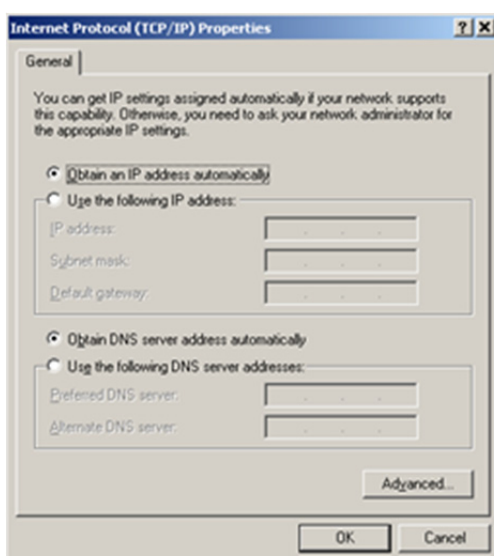 Internet Protocol (TCP/IP) Properties
General
You can get IP settings assigned automatically if your network supports
this capability. Otherwise, you need to ask your network administrator for
the appropriate IP settings.
Obtain an IP address automatically
Use the following IP address:
IP address:
Subnet mask:
Default gateway:
Obtain DNS server address automatically
Use the following DNS server addresses:
Preferred DNS server:
Alternate DNS server:
Advanced...
OK Cancel